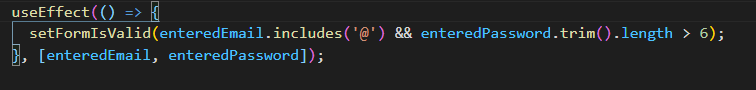 useEffect(() => {
  setFormIsValid(enteredEmail.includes('@') && enteredPassword.trim().length > 6);
}, [enteredEmail, enteredPassword]);